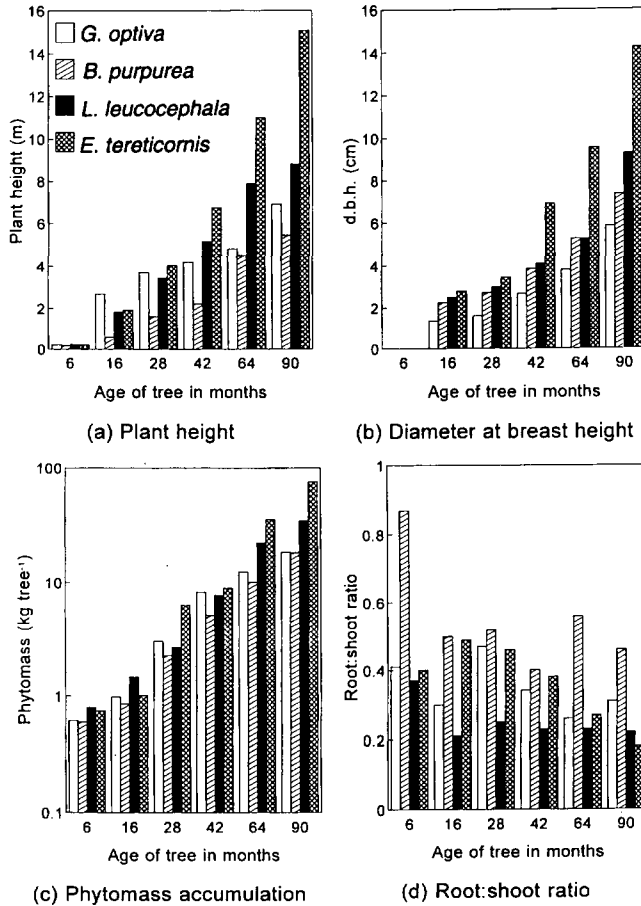 16
14
12
10
8
6
4
2
0
Plant height (m)
G. optiva
B. purpurea
L. leucocephala
E. tereticornis
6 16 28 42 64 90
Age of tree in months
(a) Plant height
16
14
12
10
8
6
4
2
0
d.b.h. (cm)
6 16 28 42 64 90
Age of tree in months
(b) Diameter at breast height
100
10
1
0.1
Phytomass (kg tree⁻¹)
6 16 28 42 64 90
Age of tree in months
(c) Phytomass accumulation
1
0.8
0.6
0.4
0.2
0
Root:shoot ratio
6 16 28 42 64 90
Age of tree in months
(d) Root:shoot ratio